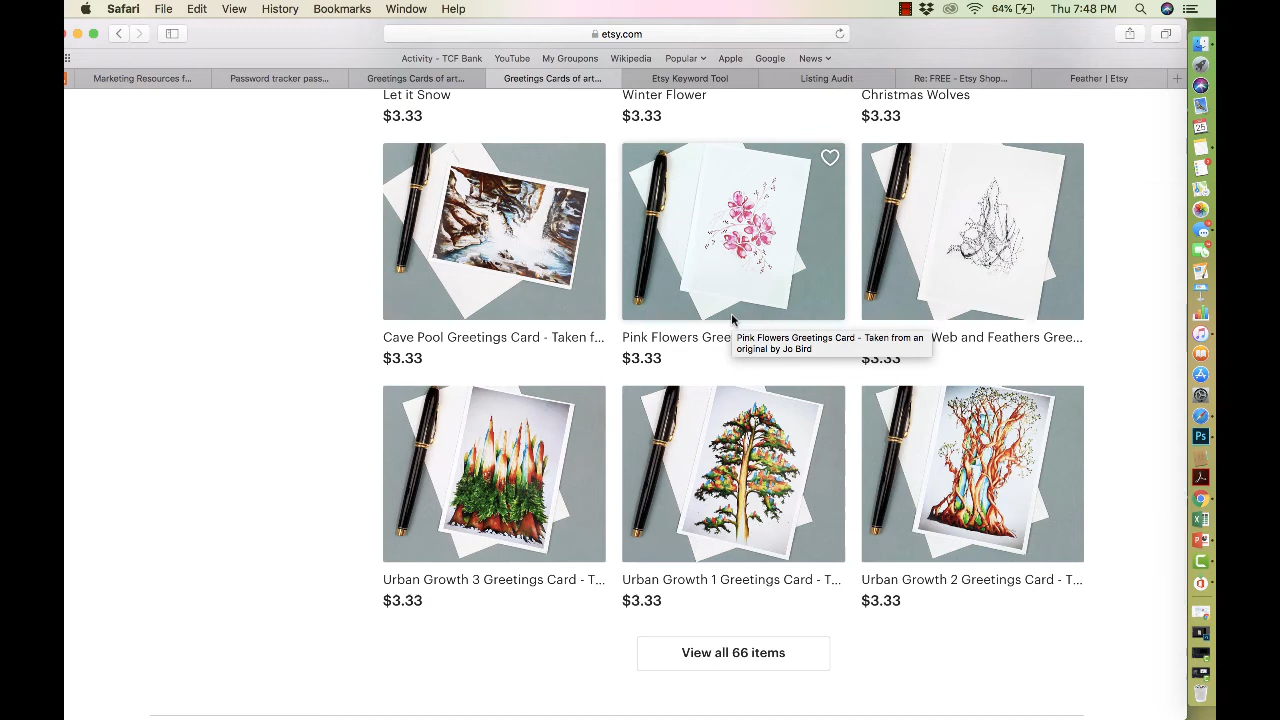 Safari File Edit View History Bookmarks Window Help 64% Thu 7:48 PM
etsy.com
Activity - TCF Bank YouTube My Groupons Wikipedia Popular Apple Google News
Marketing Resources f... Password tracker pass... Greetings Cards of art... Greetings Cards of art... Etsy Keyword Tool Listing Audit Re: FREE - Etsy Shop... Feather | Etsy
Let it Snow Winter Flower Christmas Wolves
$3.33 $3.33 $3.33
Cave Pool Greetings Card - Taken f... Pink Flowers Gree Web and Feathers Gree...
Pink Flowers Greetings Card - Taken from an
original by Jo Bird
$3.33 $3.33 $3.33
Urban Growth 3 Greetings Card - T... Urban Growth 1 Greetings Card - T... Urban Growth 2 Greetings Card - T...
$3.33 $3.33 $3.33
View all 66 items
25
Ps